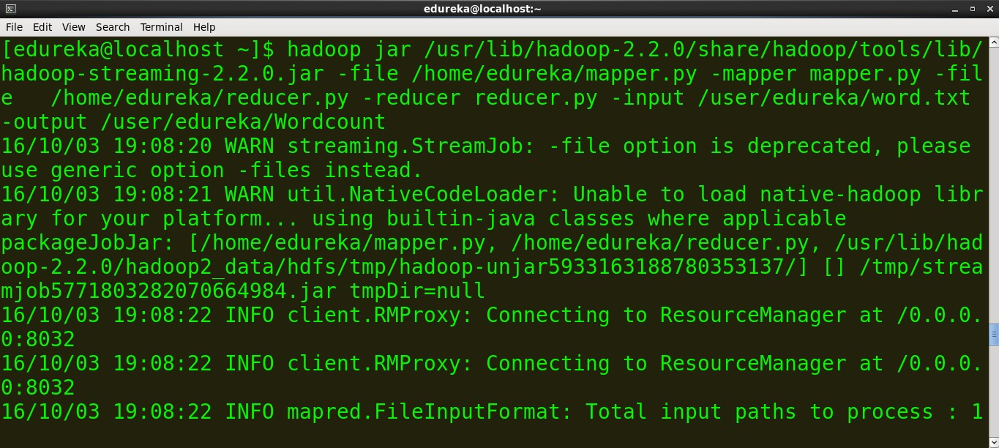 edureka@localhost:~
File Edit View Search Terminal Help
[edureka@localhost ~]$ hadoop jar /usr/lib/hadoop-2.2.0/share/hadoop/tools/lib/
hadoop-streaming-2.2.0.jar -file /home/edureka/mapper.py -mapper mapper.py -fil
e   /home/edureka/reducer.py -reducer reducer.py -input /user/edureka/word.txt
-output /user/edureka/Wordcount
16/10/03 19:08:20 WARN streaming.StreamJob: -file option is deprecated, please
use generic option -files instead.
16/10/03 19:08:21 WARN util.NativeCodeLoader: Unable to load native-hadoop libr
ary for your platform... using builtin-java classes where applicable
packageJobJar: [/home/edureka/mapper.py, /home/edureka/reducer.py, /usr/lib/had
oop-2.2.0/hadoop2_data/hdfs/tmp/hadoop-unjar5933163188780353137/] [] /tmp/strea
mjob5771803282070664984.jar tmpDir=null
16/10/03 19:08:22 INFO client.RMProxy: Connecting to ResourceManager at /0.0.0.
0:8032
16/10/03 19:08:22 INFO client.RMProxy: Connecting to ResourceManager at /0.0.0.
0:8032
16/10/03 19:08:22 INFO mapred.FileInputFormat: Total input paths to process : 1